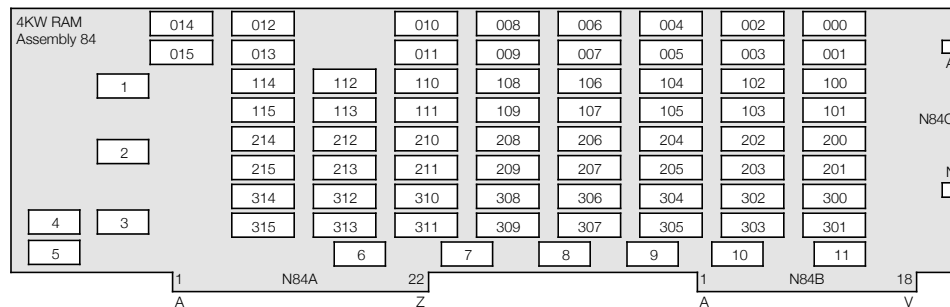 4KW RAM
Assembly 84
014 012 010 008 006 004 002 000
015 013 011 009 007 005 003 001
1 114 112 110 108 106 104 102 100
115 113 111 109 107 105 103 101
2 214 212 210 208 206 204 202 200
215 213 211 209 207 205 203 201
314 312 310 308 306 304 302 300
4 3 315 313 311 309 307 305 303 301
5 6 7 8 9 10 11
1 N84A 22 1 N84B 18
A Z A V